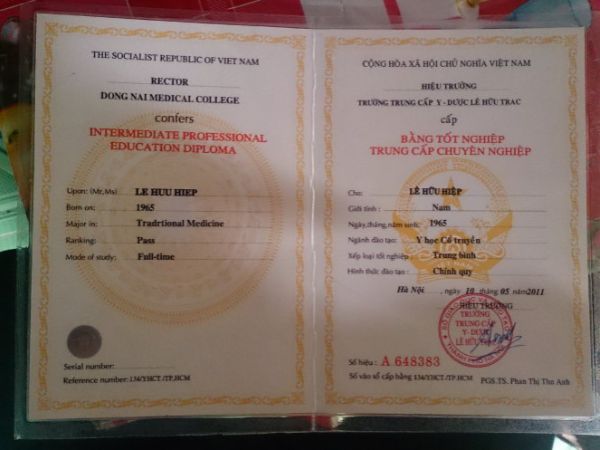 THE SOCIALIST REPUBLIC OF VIET NAM
RECTOR
DONG NAI MEDICAL COLLEGE
confers
INTERMEDIATE PROFESSIONAL
EDUCATION DIPLOMA
Upon: (Mr,Ms) LE HUU HIEP
Born on: 1965
Major in: Tradrtional Medicine
Ranking: Pass
Mode of study: Full-time
Serial number:
Reference number: 134/YHCT /TP,HCM
CỘNG HÒA XÃ HỘI CHỦ NGHĨA VIỆT NAM
HIỆU TRƯỞNG
TRƯỜNG TRUNG CẤP Y - DƯỢC LÊ HỮU TRAC
cấp
BẰNG TỐT NGHIỆP
TRUNG CẤP CHUYÊN NGHIỆP
Cho: LÊ HỮU HIỆP
Giới tính: Nam
Ngày,tháng,năm sinh: 1965
Ngành đào tạo: Y học Cổ truyền
Xếp loại tốt nghiệp: Trung bình
Hình thức đào tạo: Chính quy
Hà Nội , ngày 10 tháng 05 năm 2011
HIỆU TRƯỞNG
TRƯỜNG
TRUNG CẤP
Y-DƯỢC
LÊ HỮU
Số hiệu: A 648383
Số vào sổ cấp bằng: 134/YHCT /TP,HCM
PGS.TS. Phan Thị Thu Anh